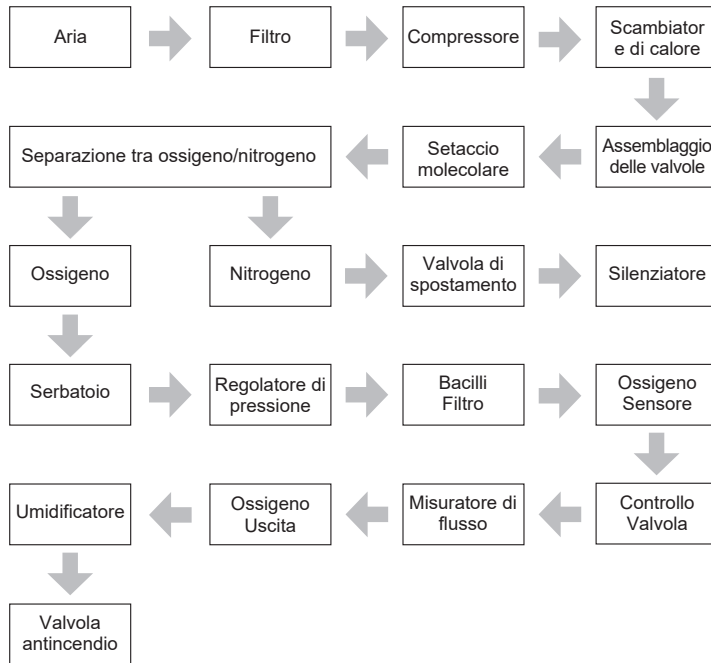 Aria
Filtro
Compressore
Scambiator
e di calore
Separazione tra ossigeno/nitrogeno
Setaccio
molecolare
Assemblaggio
delle valvole
Ossigeno
Nitrogeno
Valvola di
spostamento
Silenziatore
Serbatoio
Regolatore di
pressione
Bacilli
Filtro
Ossigeno
Sensore
Umidificatore
Ossigeno
Uscita
Misuratore di
flusso
Controllo
Valvola
Valvola
antincendio